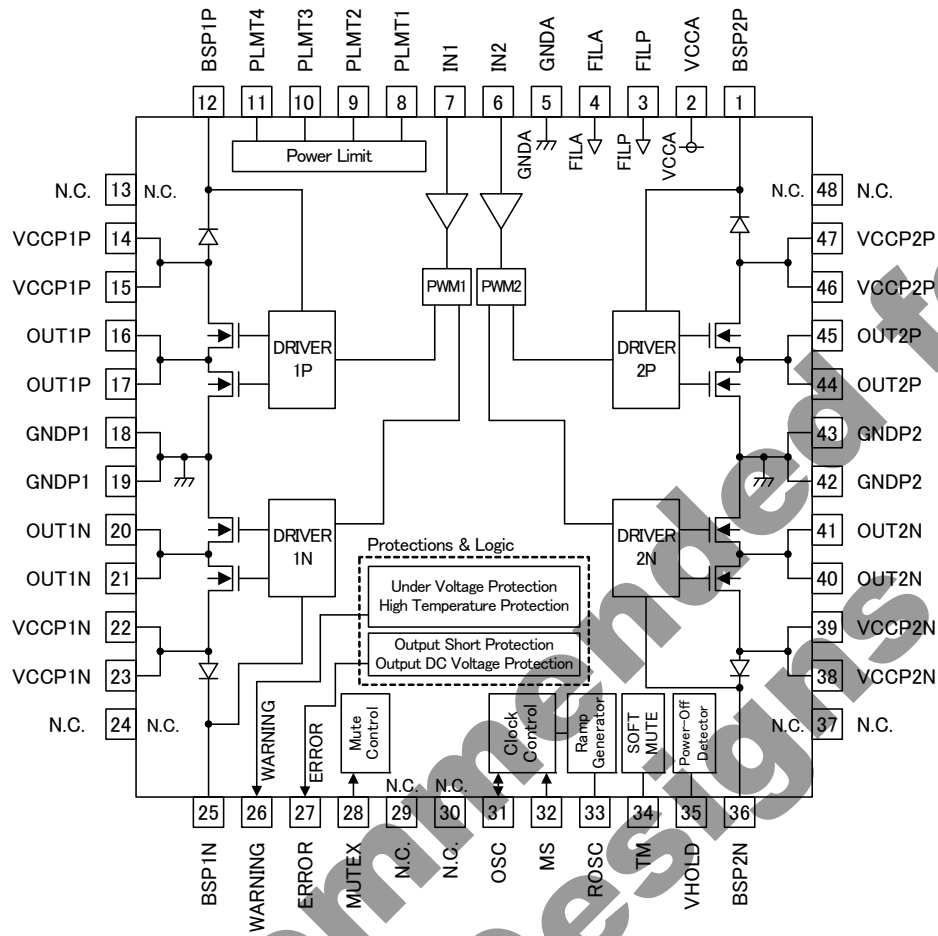 BSP1P
PLMT4
PLMT3
PLMT2
PLMT1
IN1
IN2
GNDA
FILA
FILP
VCCA
BSP2P
12
11
10
9
8
7
6
5
4
3
2
1
Power Limit
GNDA
FILA
FILP
VCCA
N.C.
13
N.C.
N.C.
48
N.C.
VCCP1P
14
47
VCCP2P
VCCP1P
15
PWM1
PWM2
46
VCCP2P
OUT1P
16
DRIVER
1P
DRIVER
2P
45
OUT2P
OUT1P
17
44
OUT2P
GNDP1
18
43
GNDP2
GNDP1
19
42
GNDP2
OUT1N
20
DRIVER
1N
DRIVER
2N
41
OUT2N
OUT1N
21
40
OUT2N
Protections & Logic
Under Voltage Protection
High Temperature Protection
Output Short Protection
Output DC Voltage Protection
VCCP1N
22
39
VCCP2N
VCCP1N
23
38
VCCP2N
N.C.
24
N.C.
N.C.
37
N.C.
WARNING
ERROR
Mute
Control
N.C.
N.C.
Clock
Control
Ramp
Generator
SOFT
MUTE
Power-Off
Detector
25
26
27
28
29
30
31
32
33
34
35
36
BSP1N
WARNING
ERROR
MUTEX
N.C.
N.C.
OSC
MS
ROSC
TM
VHOLD
BSP2N